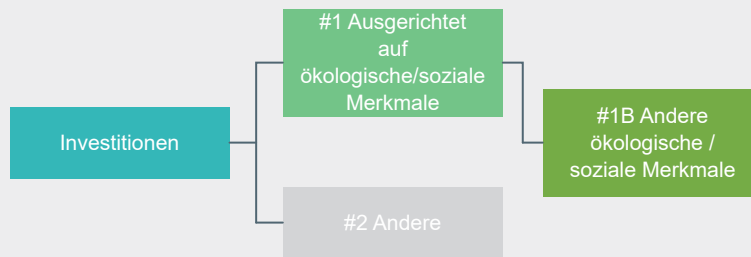 Investitionen
#1 Ausgerichtet
auf
ökologische/soziale
Merkmale
#2 Andere
#1B Andere
ökologische /
soziale Merkmale